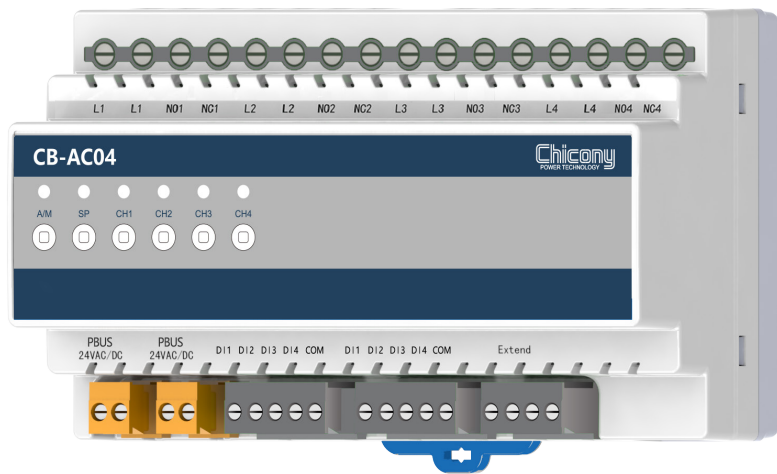 L1 L1 NO1 NC1 L2 L2 NO2 NC2 L3 L3 NO3 NC3 L4 L4 NO4 NC4
CB-AC04
Chicony
POWER TECHNOLOGY
A/M SP CH1 CH2 CH3 CH4
PBUS PBUS
24VAC/DC 24VAC/DC DI1 DI2 DI3 DI4 COM DI1 DI2 DI3 DI4 COM Extend